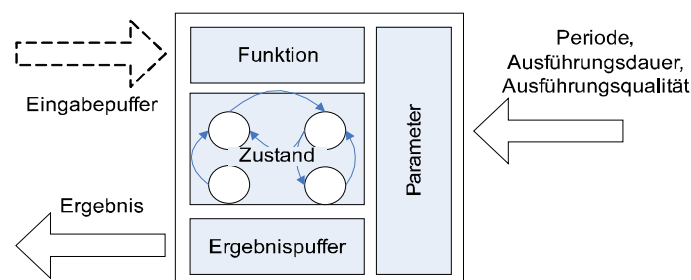 Eingabepuffer
Ergebnis
Funktion
Zustand
Ergebnispuffer
Parameter
Periode,
Ausführungsdauer,
Ausführungsqualität